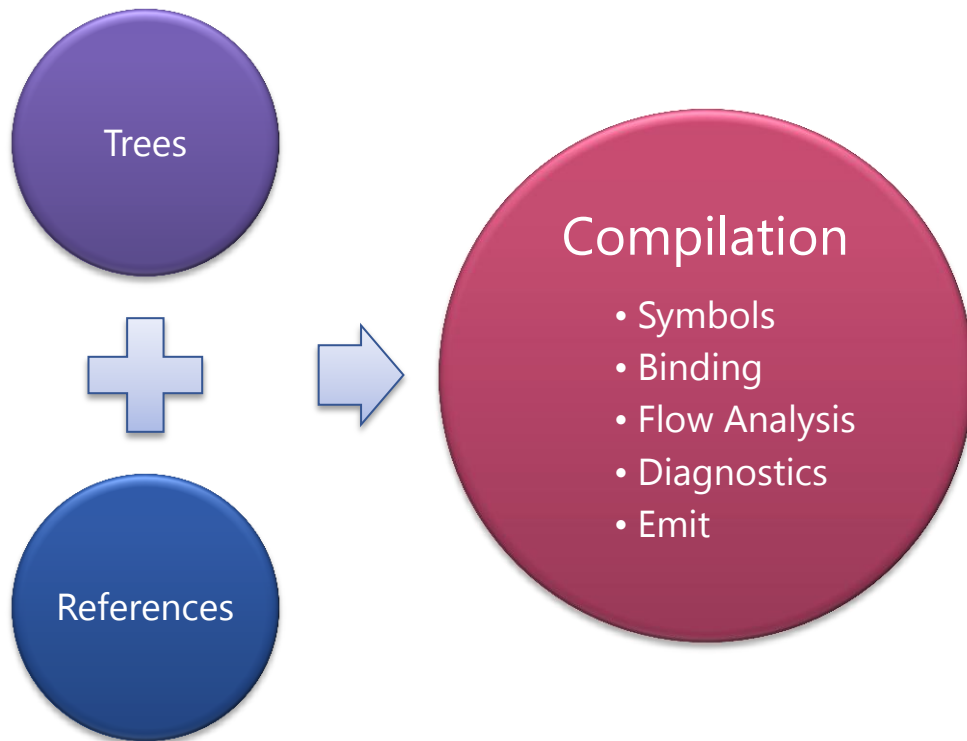 Trees
References
Compilation
• Symbols
• Binding
• Flow Analysis
• Diagnostics
• Emit